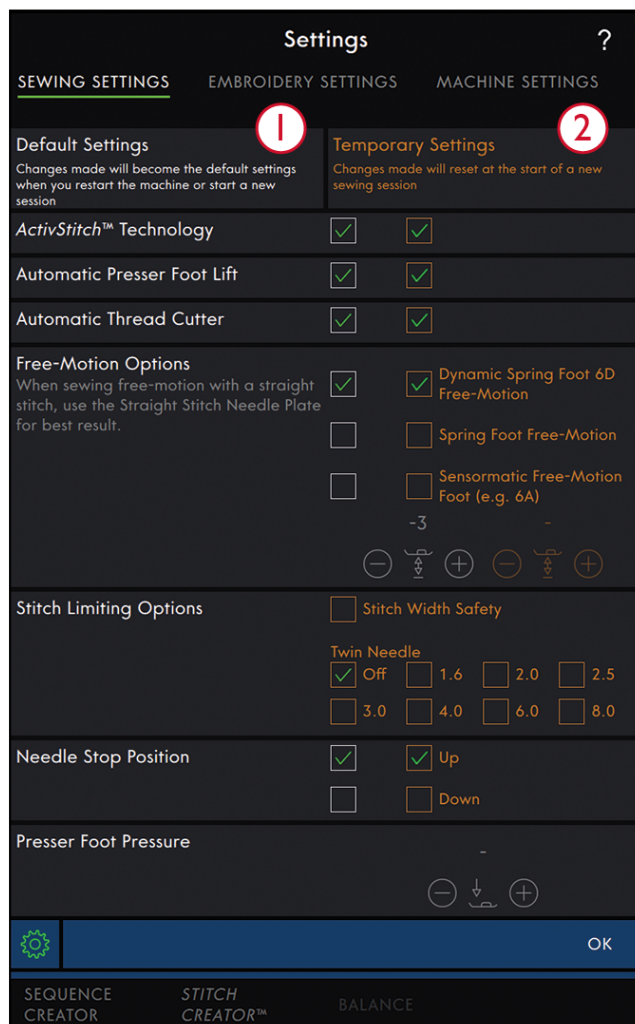 Settings
?
SEWING SETTINGS EMBROIDERY SETTINGS MACHINE SETTINGS
1 2
Default Settings
Changes made will become the default settings
when you restart the machine or start a new
session
Temporary Settings
Changes made will reset at the start of a new
sewing session
ActivStitch™ Technology
Automatic Presser Foot Lift
Automatic Thread Cutter
Free-Motion Options
When sewing free-motion with a straight
stitch, use the Straight Stitch Needle Plate
for best result.
Dynamic Spring Foot 6D
Free-Motion
Spring Foot Free-Motion
Sensormatic Free-Motion
Foot (e.g. 6A)
-3 -
Stitch Limiting Options
Stitch Width Safety
Twin Needle
Off 1.6 2.0 2.5
3.0 4.0 6.0 8.0
Needle Stop Position
Up
Down
Presser Foot Pressure
-
OK
SEQUENCE
CREATOR
STITCH
CREATOR™
BALANCE